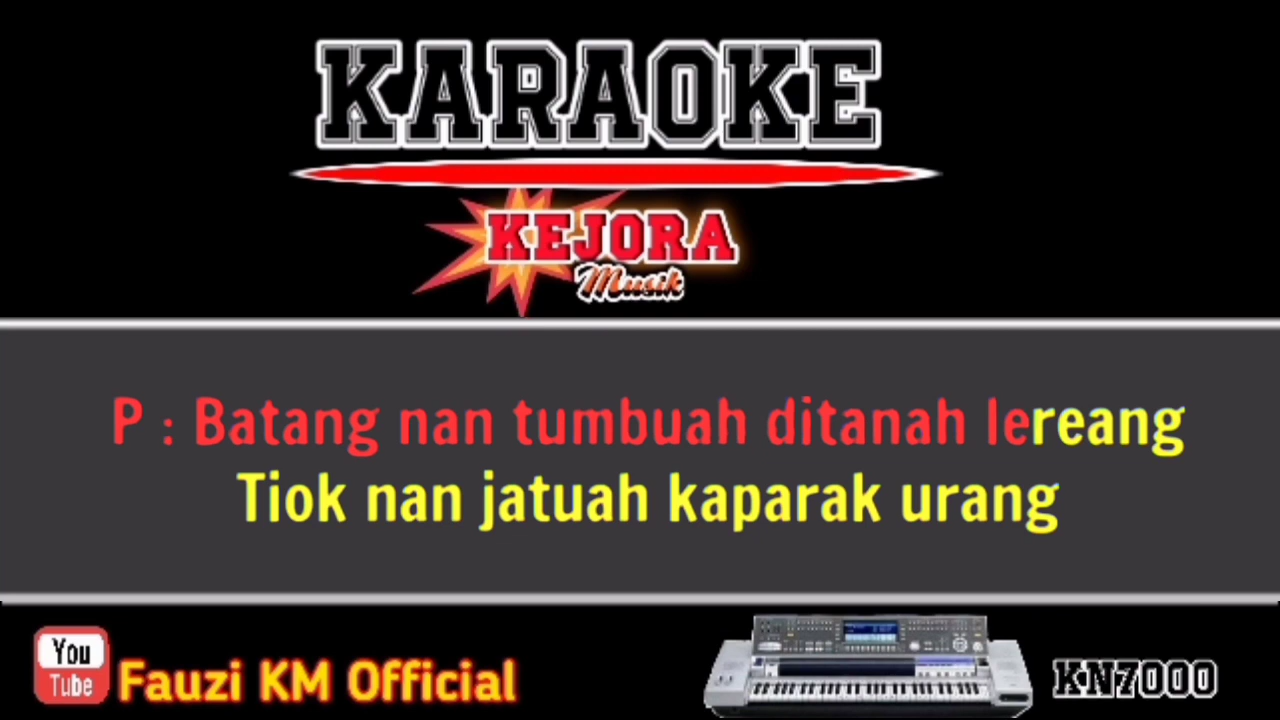 KARAOKE
KEJORA
Musik
P : Batang nan tumbuah ditanah lereang
Tiok nan jatuah kaparak urang
You
Tube
Fauzi KM Official
KN7000